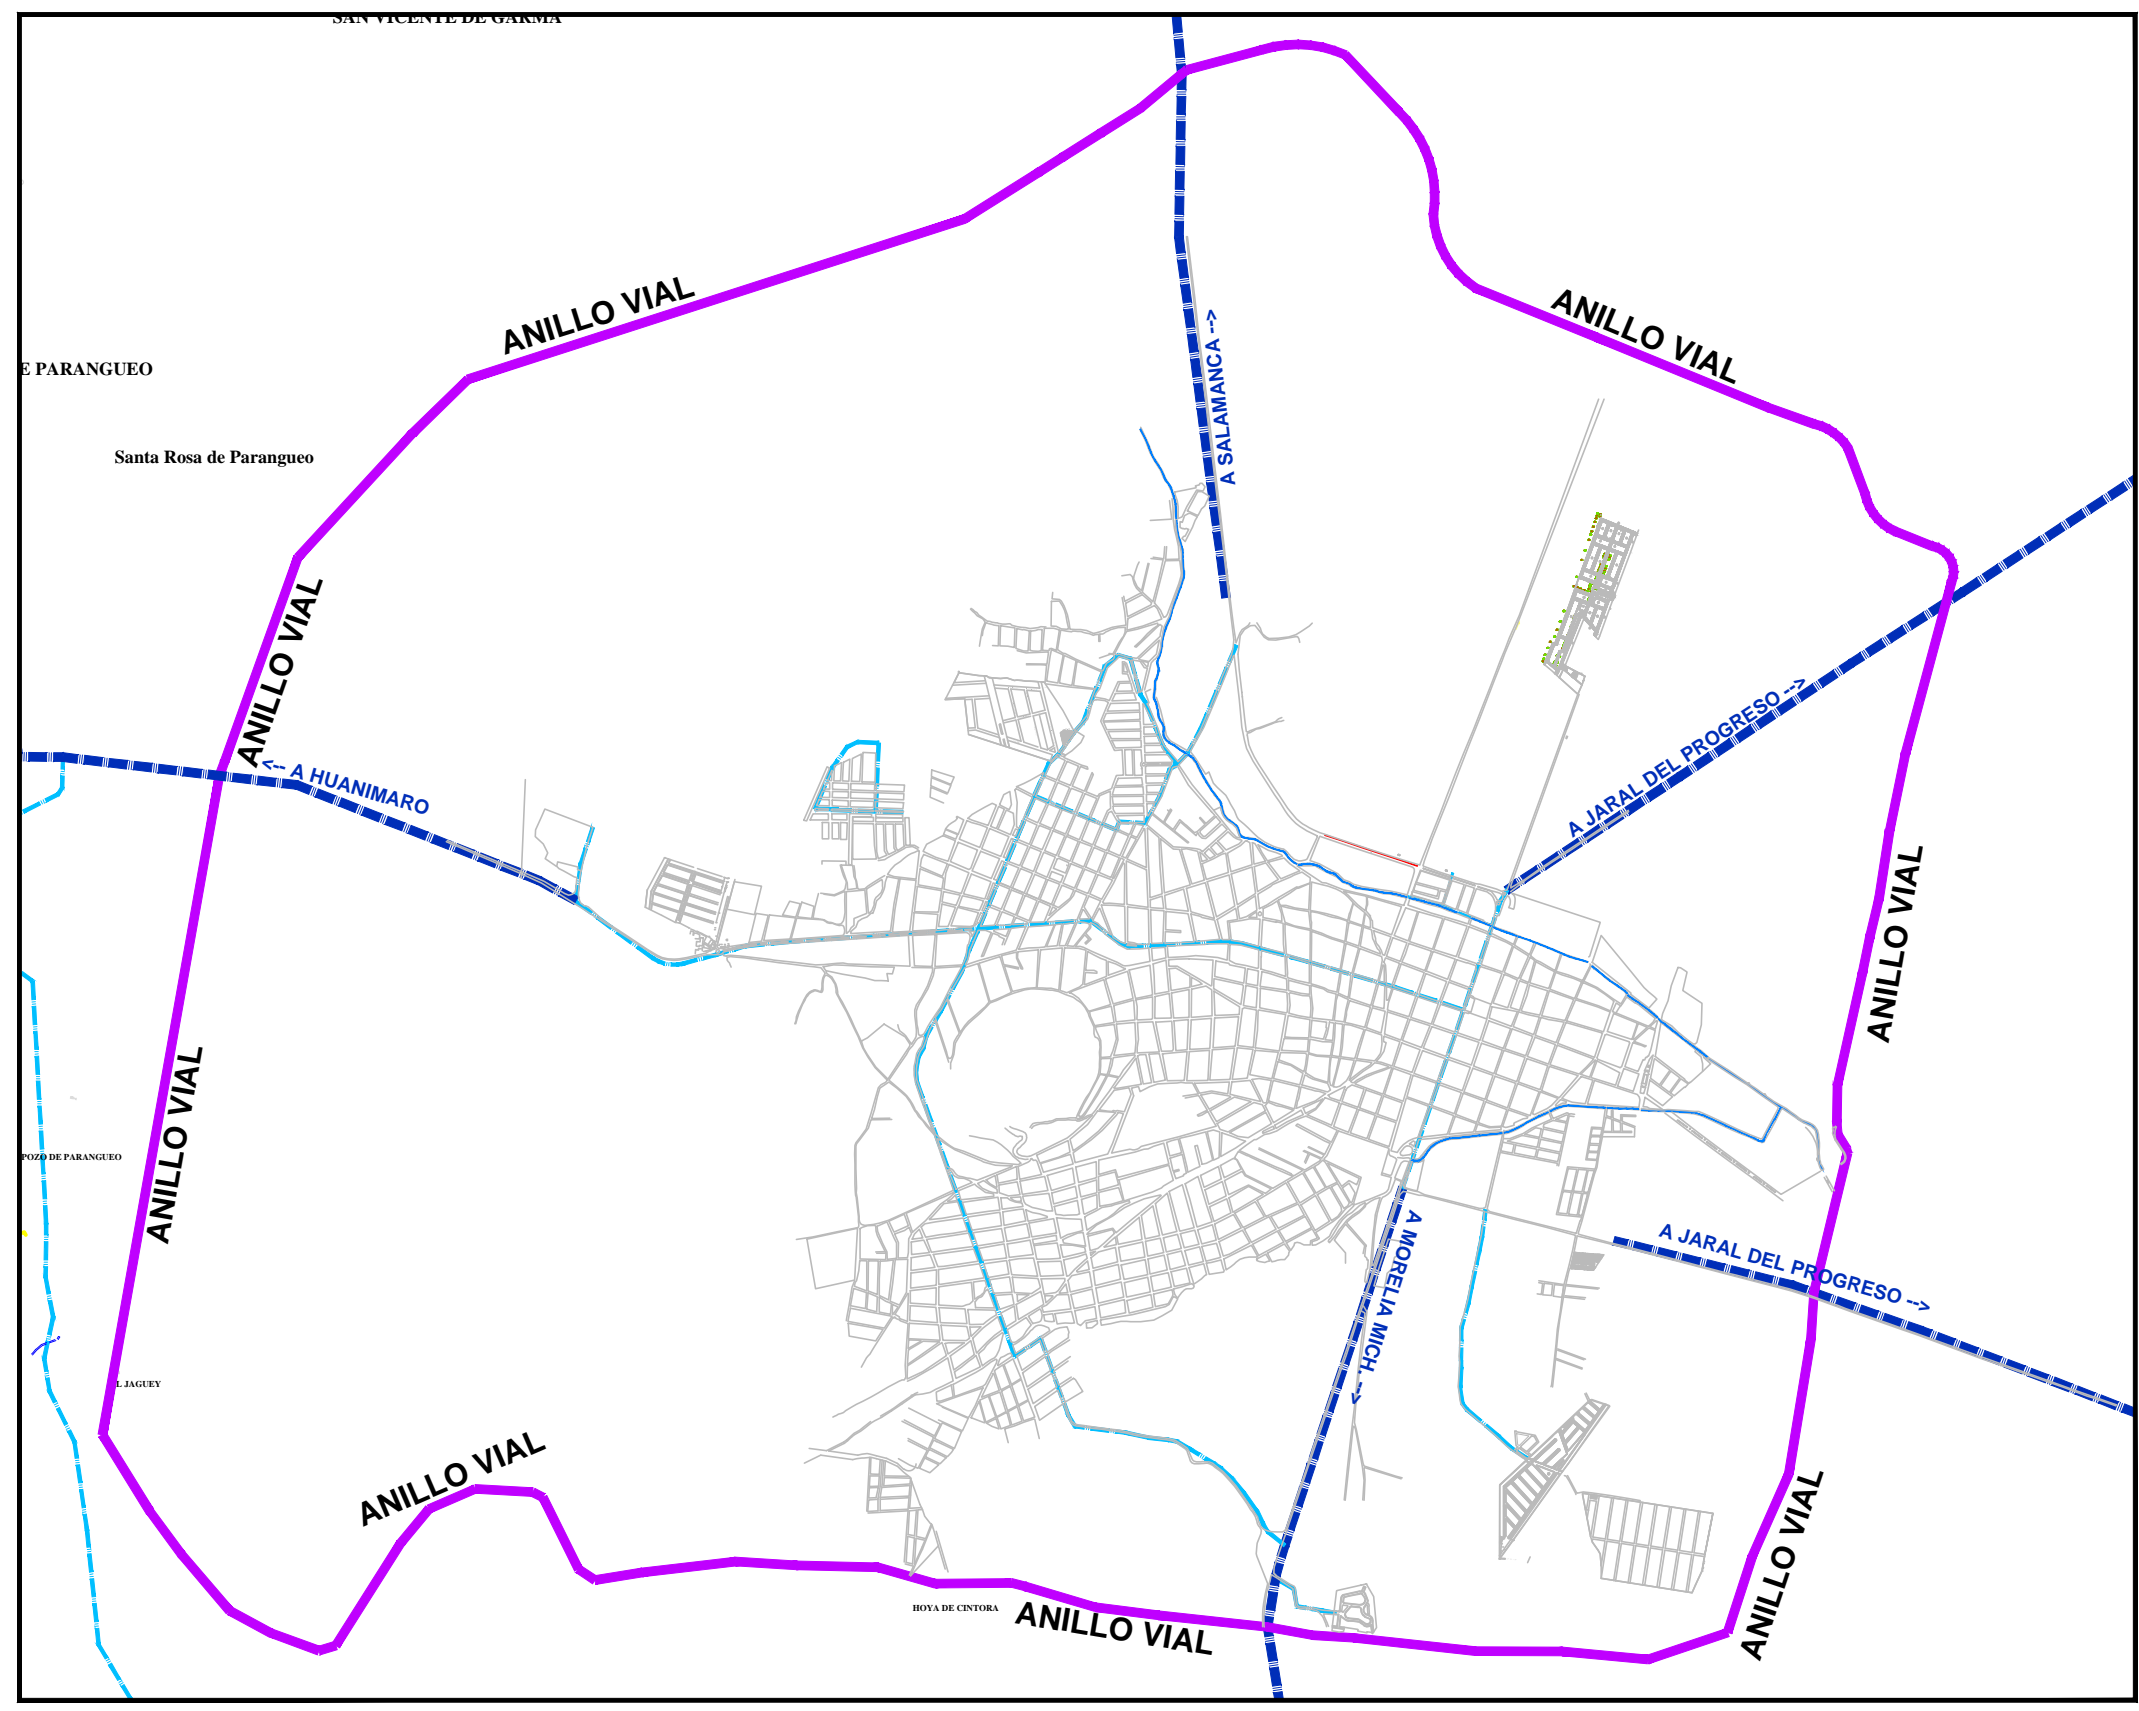 SAN VICENTE DE GARMA
ANILLO VIAL
ANILLO VIAL
A SALAMANCA -->
E PARANGUEO
Santa Rosa de Parangueo
ANILLO VIAL
A JARAL DEL PROGRESO -->
<-- A HUANIMARO
ANILLO VIAL
ANILLO VIAL
POZO DE PARANGUEO
A MORELIA MICH. -->
A JARAL DEL PROGRESO -->
L JAGUEY
ANILLO VIAL
ANILLO VIAL
HOYA DE CINTORA
ANILLO VIAL